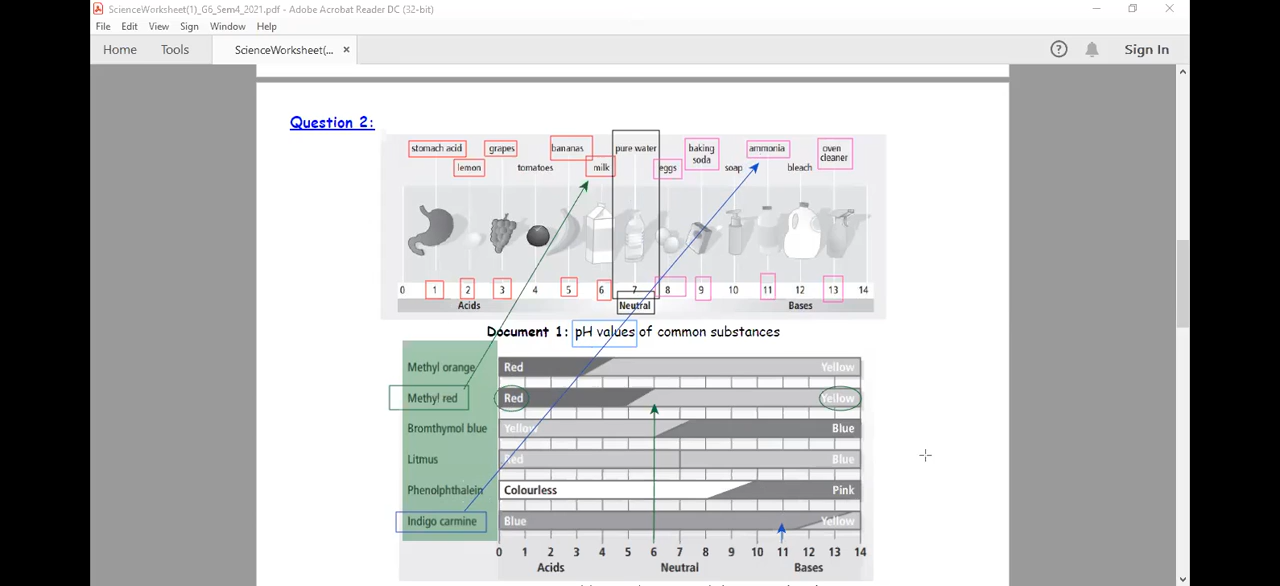 ScienceWorksheet(1)_G6_Sem4_2021.pdf - Adobe Acrobat Reader DC (32-bit)
File Edit View Sign Window Help
Home Tools ScienceWorksheet(... × ? Sign In
Question 2:
stomach acid grapes bananas pure water baking soda ammonia oven cleaner
lemon tomatoes milk eggs soap bleach
0 1 2 3 4 5 6 7 8 9 10 11 12 13 14
Acids Neutral Bases
Document 1: pH values of common substances
Methyl orange Red Yellow
Methyl red Red Yellow
Bromthymol blue Yellow Blue
Litmus Red Blue
Phenolphthalein Colourless Pink
Indigo carmine Blue Yellow
0 1 2 3 4 5 6 7 8 9 10 11 12 13 14
Acids Neutral Bases